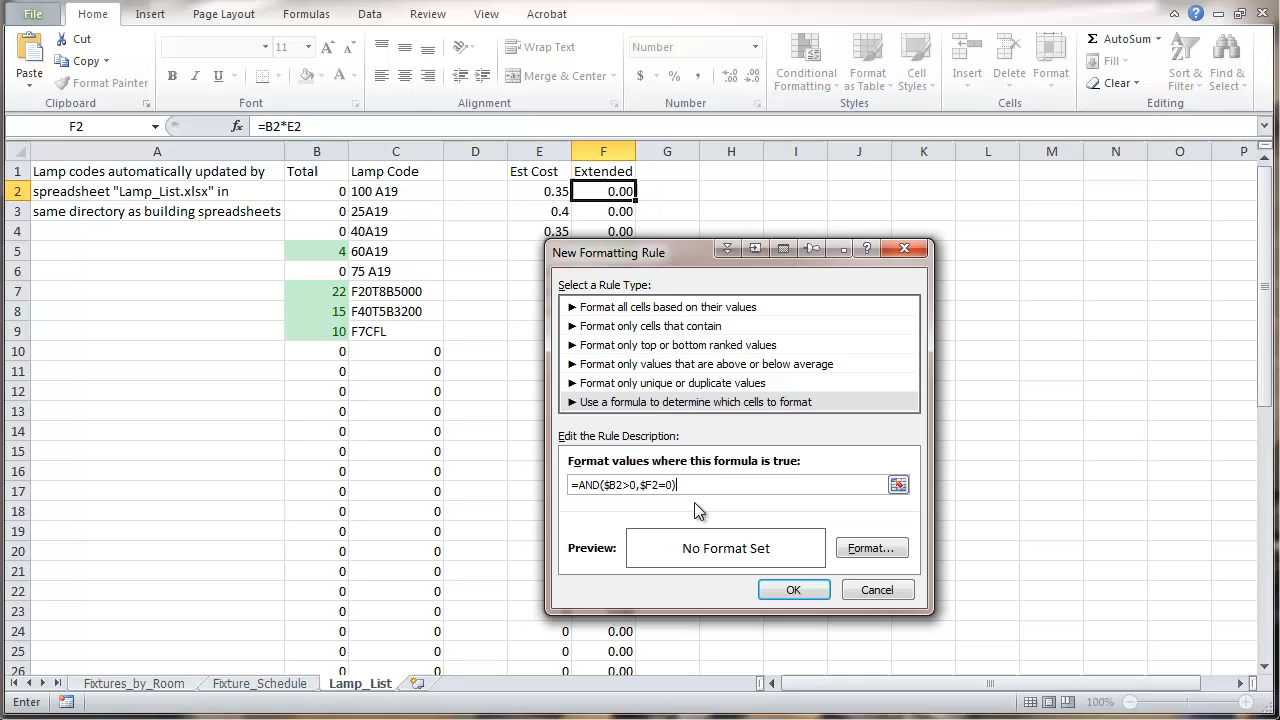 File Home Insert Page Layout Formulas Data Review View Acrobat
Paste
Cut
Copy
Format Painter
Clipboard
11
B I U
A
Font
Wrap Text
Merge & Center
Alignment
Number
$ % ,
Number
Conditional Formatting
Format as Table
Cell Styles
Styles
Insert
Delete
Format
Cells
Σ AutoSum
Fill
Clear
Sort & Filter
Find & Select
Editing
F2 fx =B2*E2
A B C D E F G H I J K L M N O P
1 Lamp codes automatically updated by Total Lamp Code Est Cost Extended
2 spreadsheet "Lamp_List.xlsx" in 0 100 A19 0.35 0.00
3 same directory as building spreadsheets 0 25A19 0.4 0.00
4 0 40A19 0.35 0.00
5 4 60A19
6 0 75 A19
7 22 F20T8B5000
8 15 F40T5B3200
9 10 F7CFL
10 0 0
11 0 0
12 0 0
13 0 0
14 0 0
15 0 0
16 0 0
17 0 0
18 0 0
19 0 0
20 0 0
21 0 0
22 0 0
23 0 0
24 0 0 0 0.00
25 0 0 0 0.00
26 0 0 0 0.00
New Formatting Rule
Select a Rule Type:
► Format all cells based on their values
► Format only cells that contain
► Format only top or bottom ranked values
► Format only values that are above or below average
► Format only unique or duplicate values
► Use a formula to determine which cells to format
Edit the Rule Description:
Format values where this formula is true:
=AND($B2>0,$F2=0)
Preview: No Format Set Format...
OK Cancel
Fixtures_by_Room Fixture_Schedule Lamp_List
Enter 100%